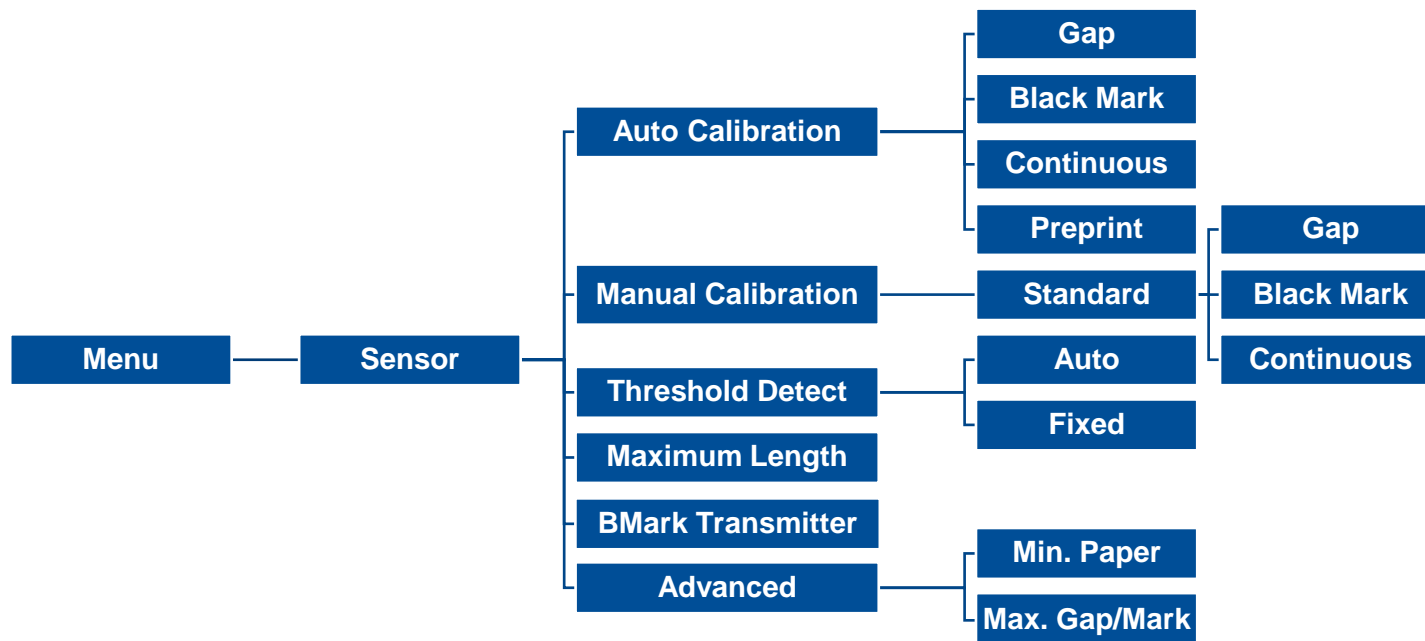 Gap
Black Mark
Auto Calibration
Continuous
Preprint
Gap
Manual Calibration
Standard
Black Mark
Menu
Sensor
Auto
Continuous
Threshold Detect
Fixed
Maximum Length
BMark Transmitter
Min. Paper
Advanced
Max. Gap/Mark